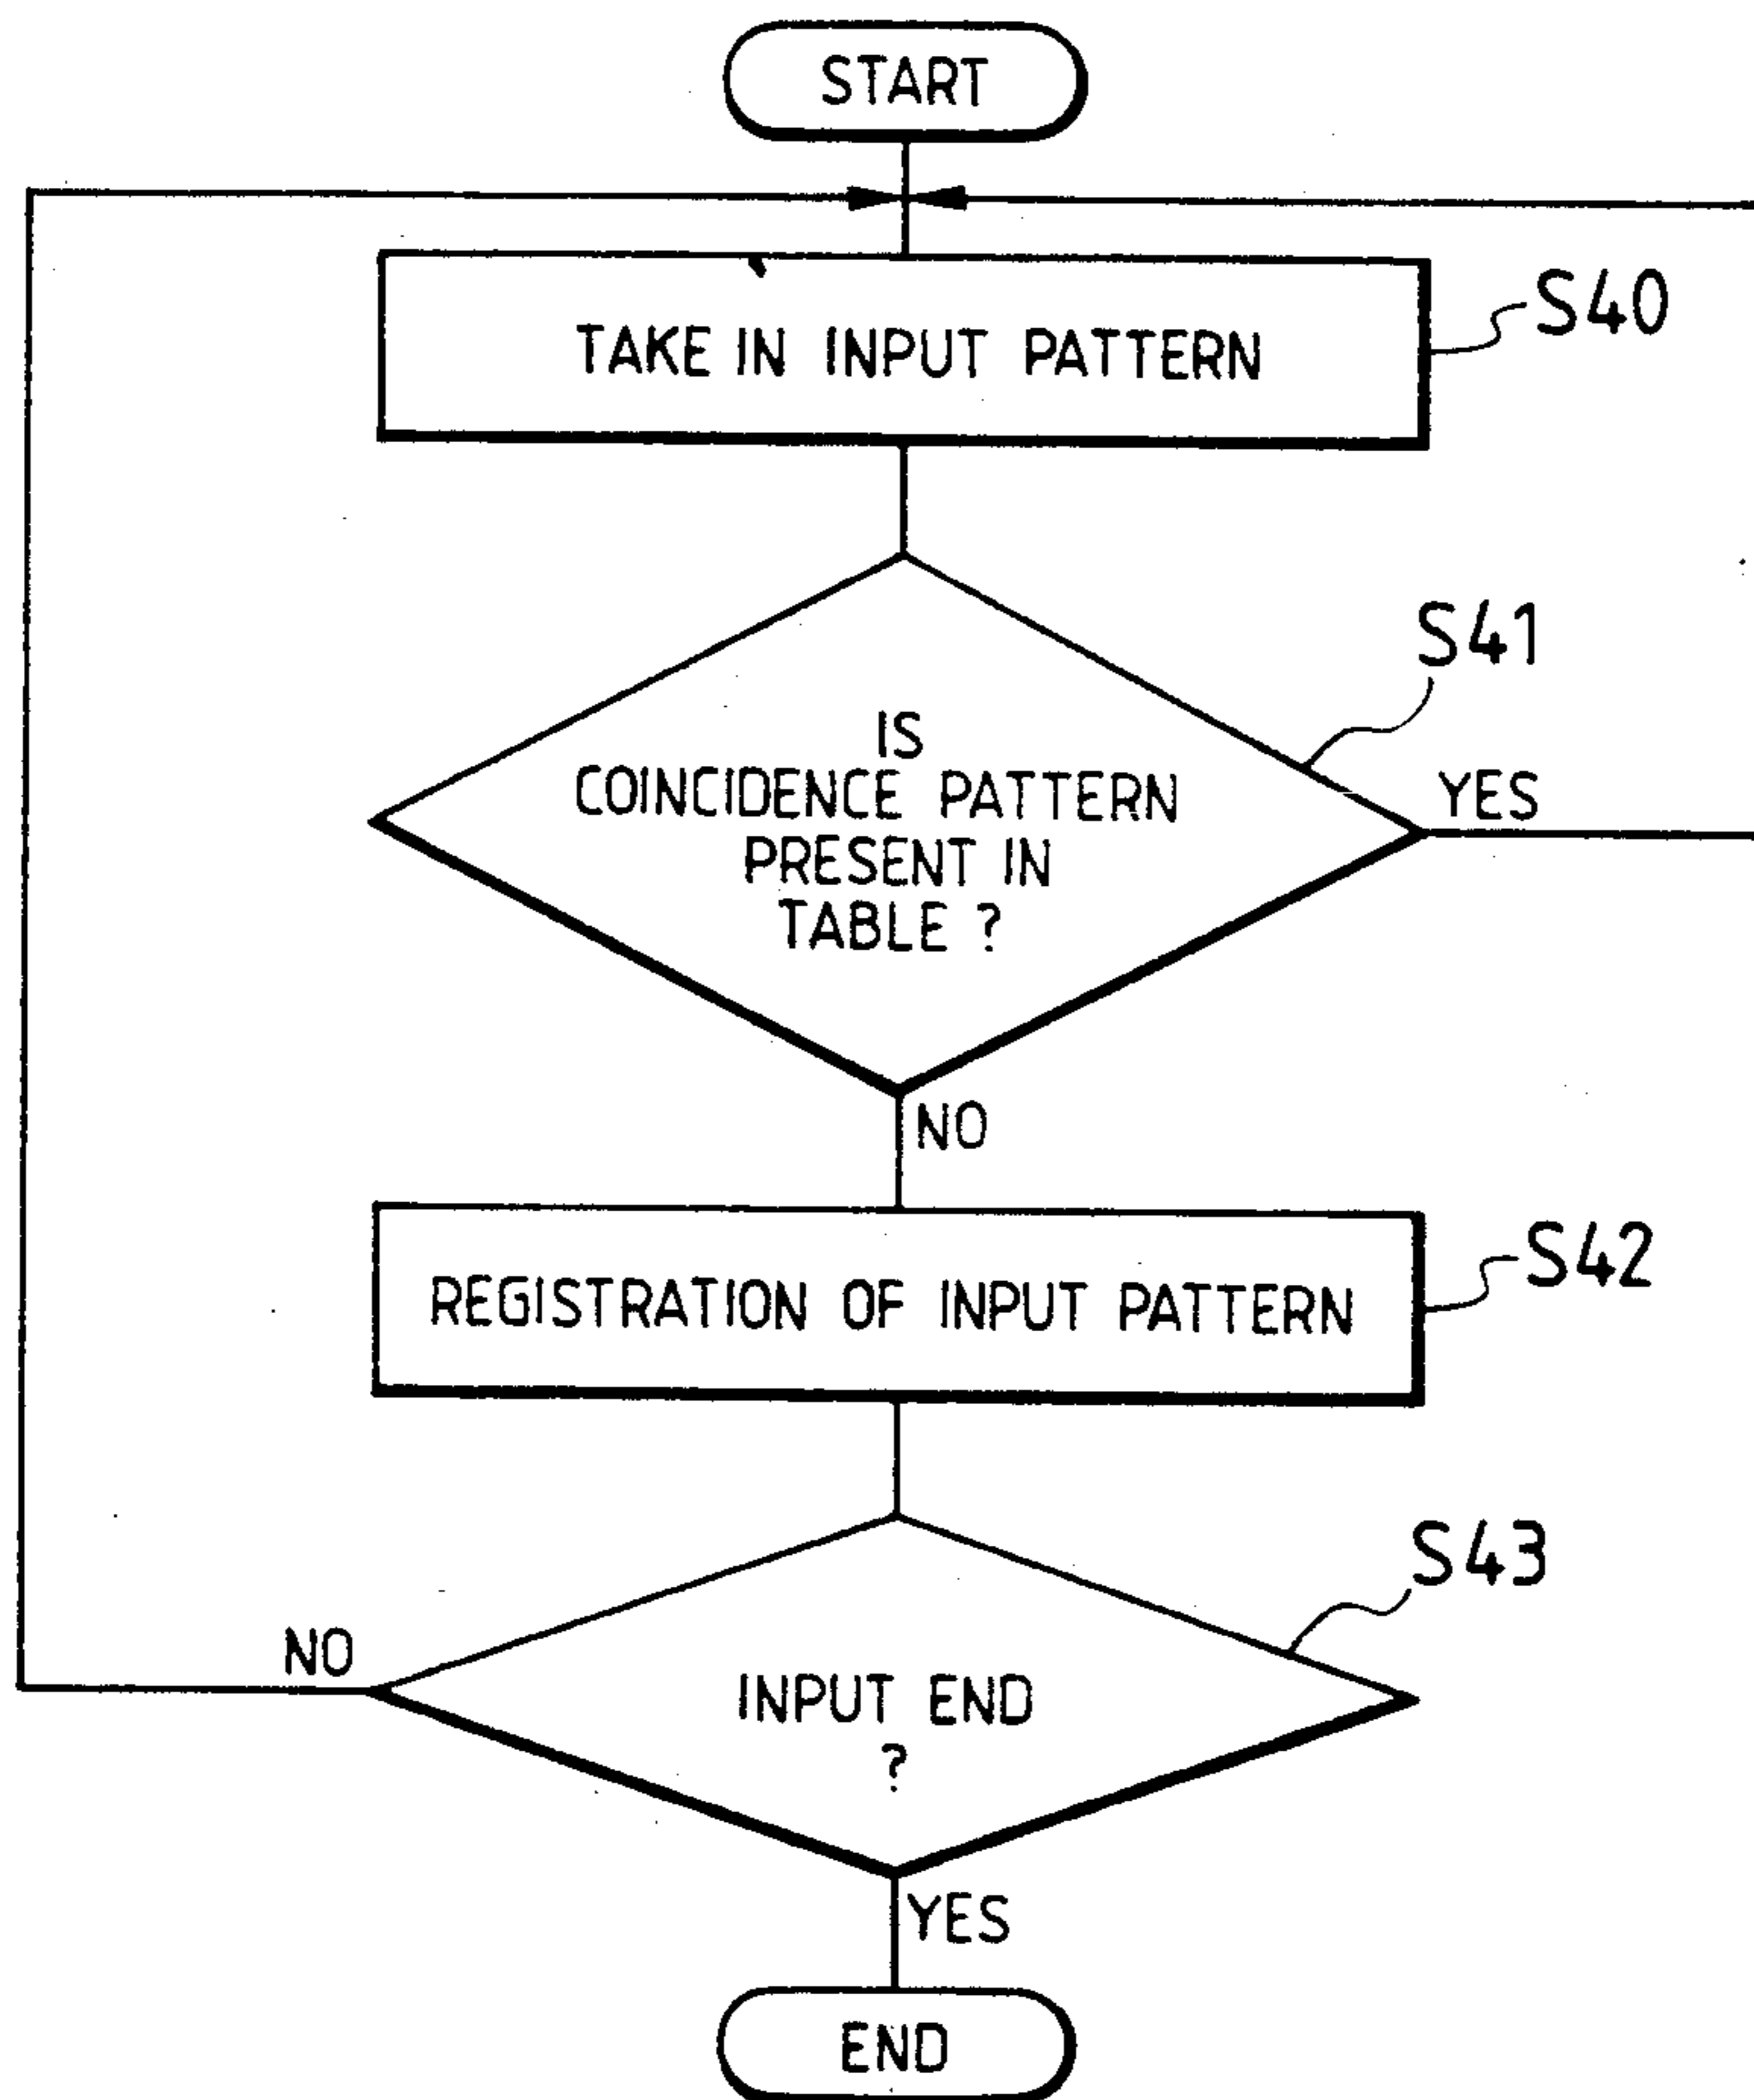 START
TAKE IN INPUT PATTERN
S40
S41
IS
COINCIDENCE PATTERN
PRESENT IN
TABLE ?
YES
NO
REGISTRATION OF INPUT PATTERN
S42
S43
NO
INPUT END
?
YES
END